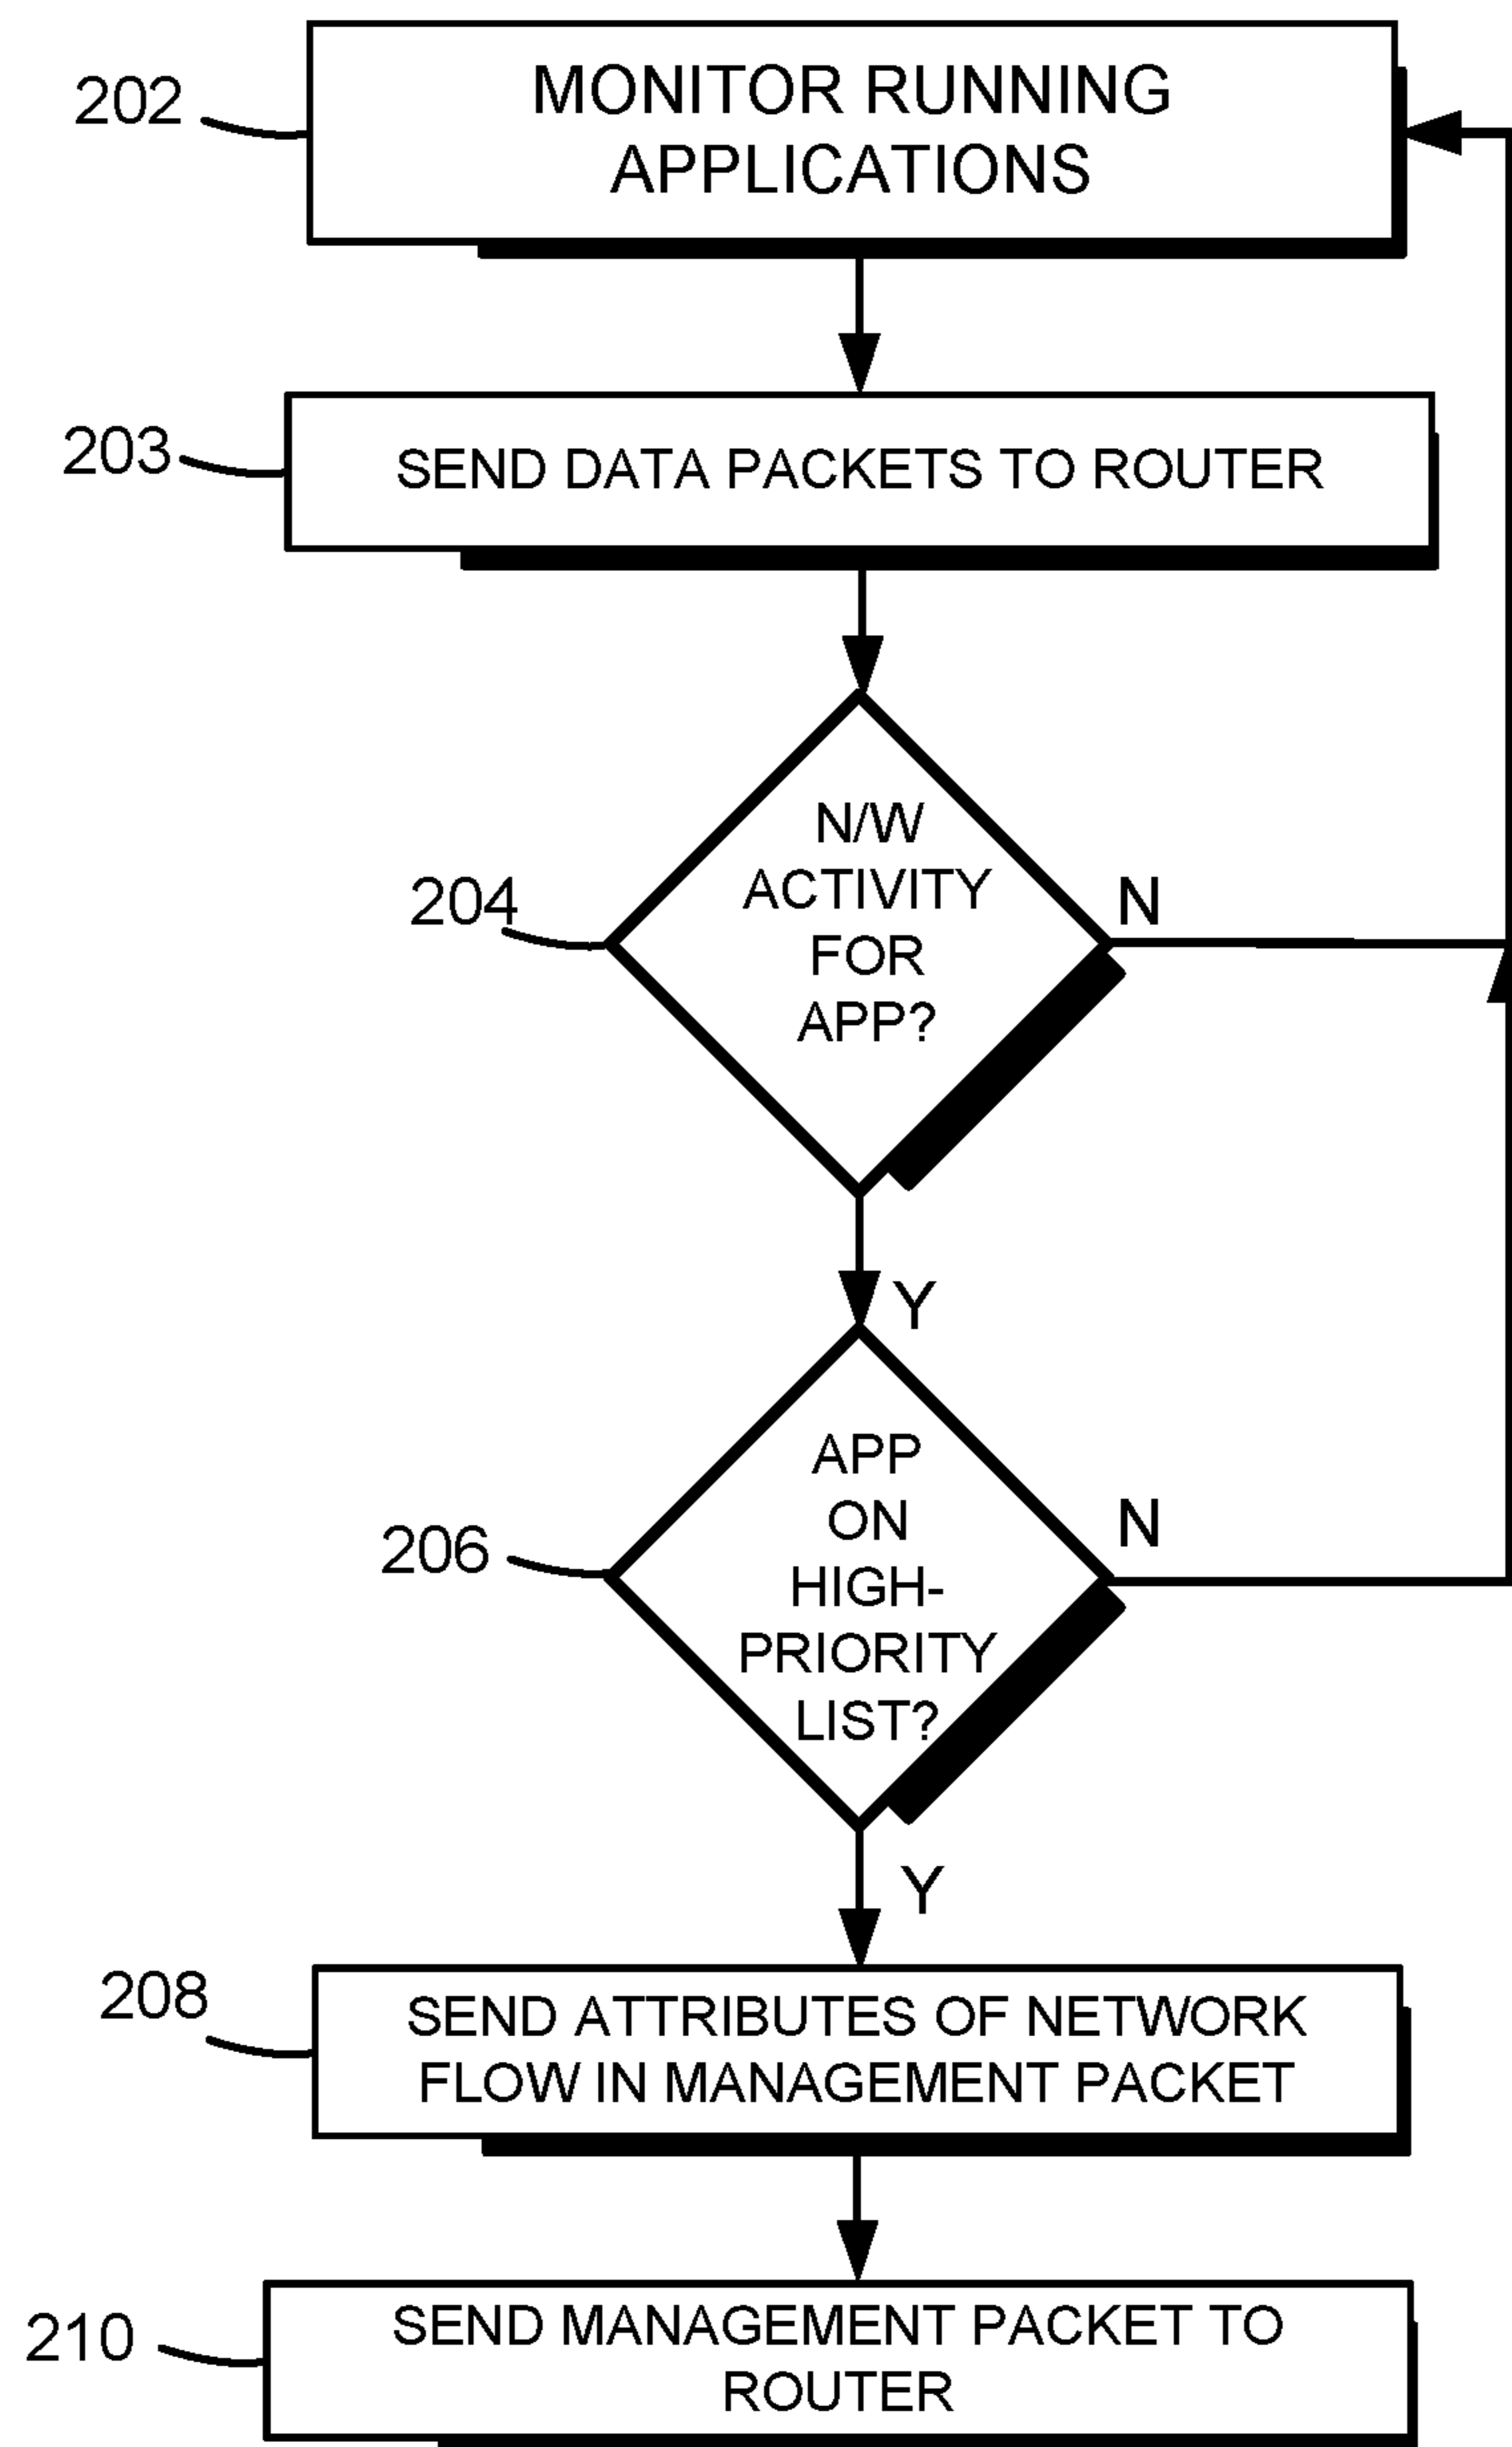 202
MONITOR RUNNING
APPLICATIONS
203
SEND DATA PACKETS TO ROUTER
204
N/W
ACTIVITY
FOR
APP?
N
Y
206
APP
ON
HIGH-
PRIORITY
LIST?
N
Y
208
SEND ATTRIBUTES OF NETWORK
FLOW IN MANAGEMENT PACKET
210
SEND MANAGEMENT PACKET TO
ROUTER